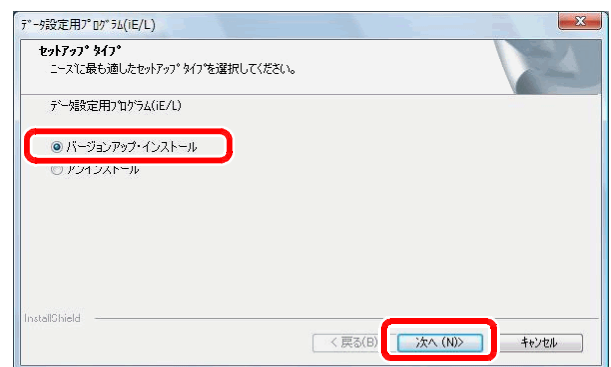 データ設定用プログラム(iE/L)
セットアップ タイプ
ニーズに最も適したセットアップ タイプを選択してください。
データ設定用プログラム(iE/L)
バージョンアップ・インストール
アンインストール
InstallShield
< 戻る(B)
次へ (N)>
キャンセル